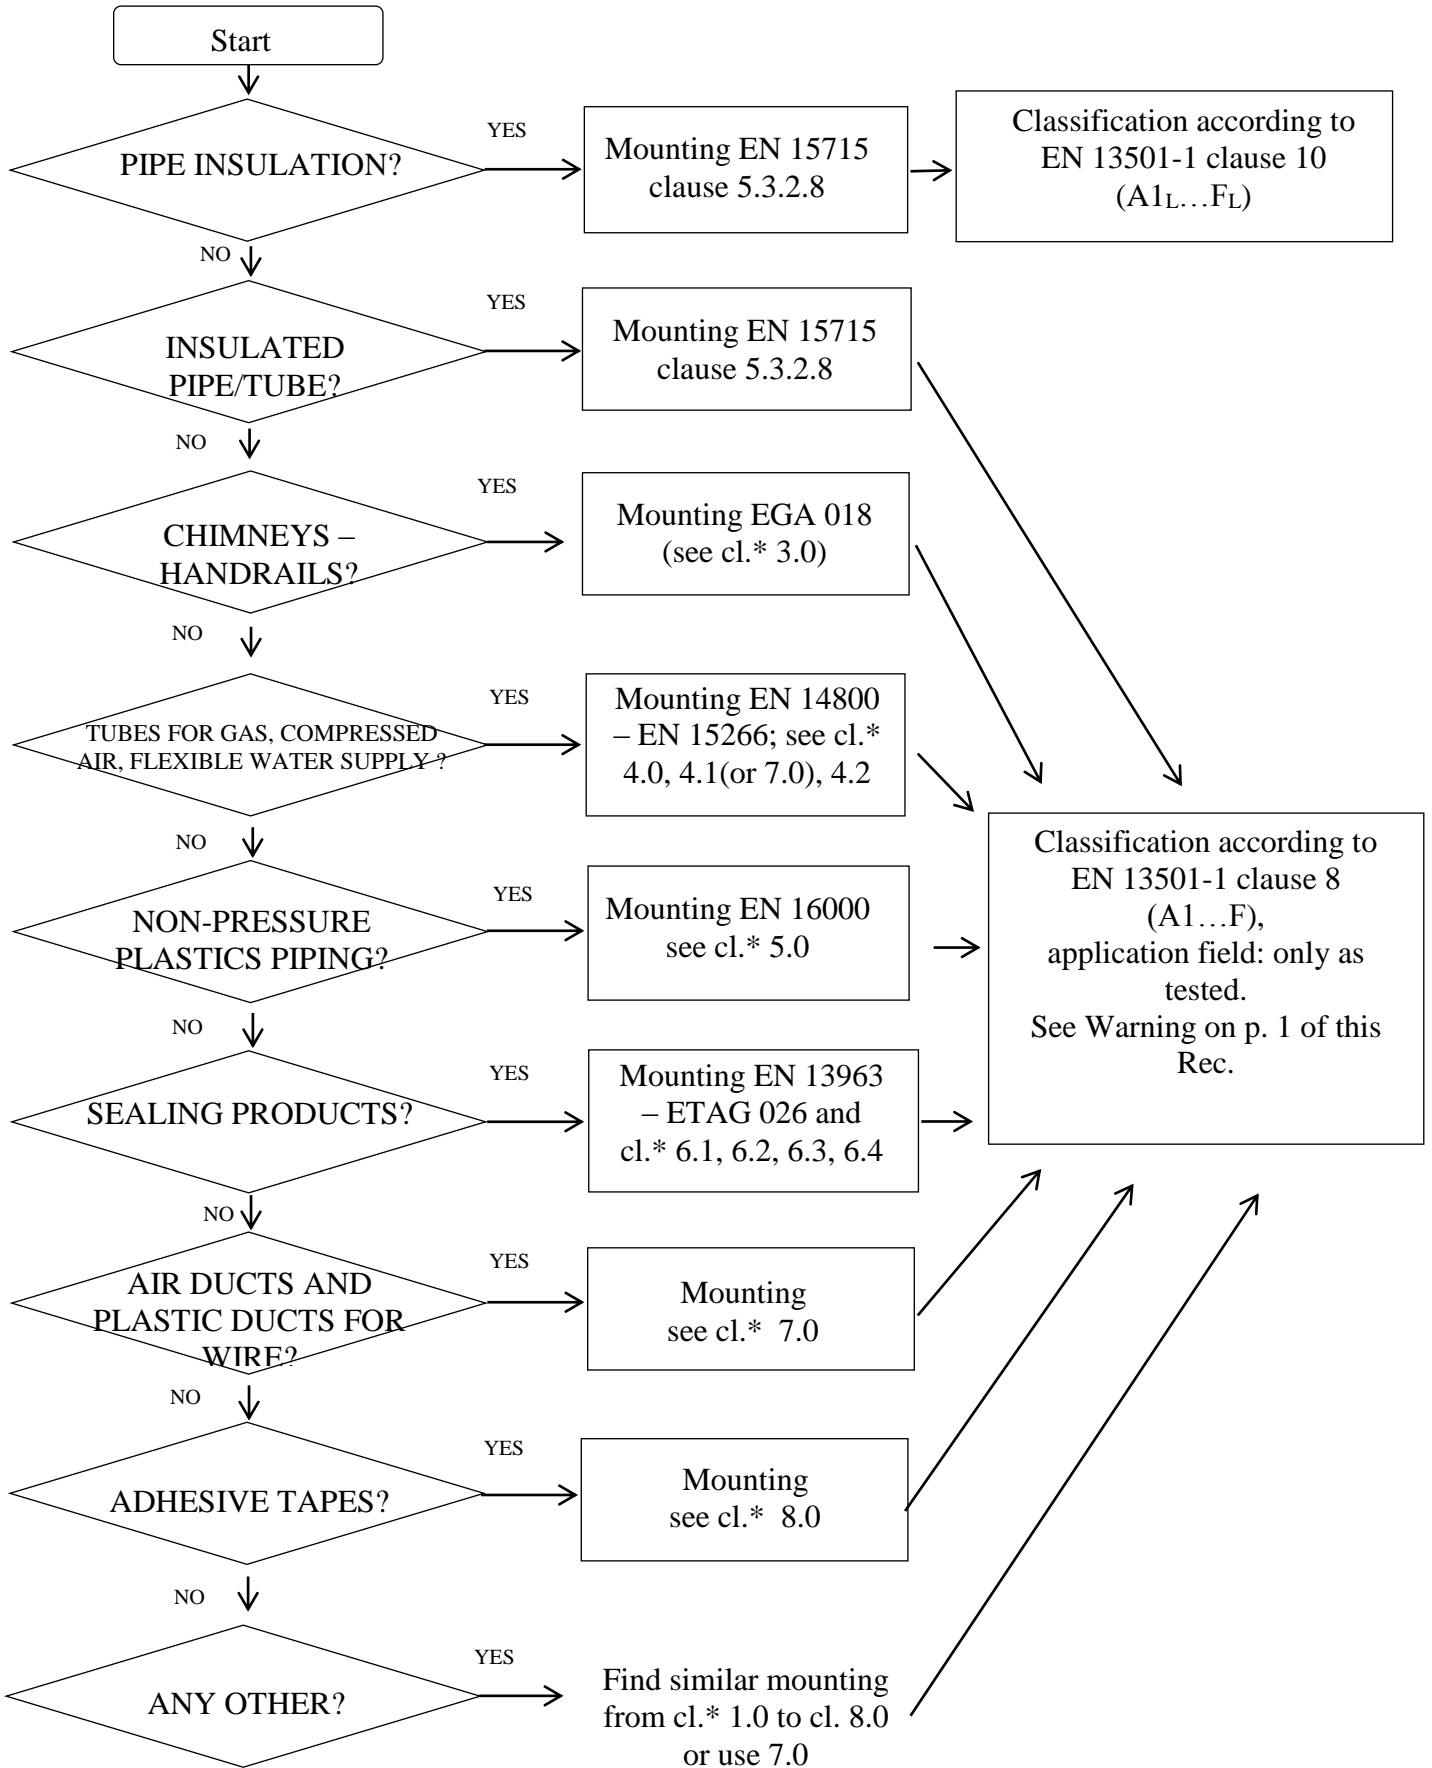 Start
PIPE INSULATION?
YES
Mounting EN 15715
clause 5.3.2.8
Classification according to
EN 13501-1 clause 10
(A1L…FL)
NO
INSULATED
PIPE/TUBE?
YES
Mounting EN 15715
clause 5.3.2.8
NO
CHIMNEYS –
HANDRAILS?
YES
Mounting EGA 018
(see cl.* 3.0)
NO
TUBES FOR GAS, COMPRESSED
AIR, FLEXIBLE WATER SUPPLY ?
YES
Mounting EN 14800
– EN 15266; see cl.*
4.0, 4.1(or 7.0), 4.2
NO
NON-PRESSURE
PLASTICS PIPING?
YES
Mounting EN 16000
see cl.* 5.0
Classification according to
EN 13501-1 clause 8
(A1…F),
application field: only as
tested.
See Warning on p. 1 of this
Rec.
NO
SEALING PRODUCTS?
YES
Mounting EN 13963
– ETAG 026 and
cl.* 6.1, 6.2, 6.3, 6.4
NO
AIR DUCTS AND
PLASTIC DUCTS FOR
WIRE?
YES
Mounting
see cl.* 7.0
NO
ADHESIVE TAPES?
YES
Mounting
see cl.* 8.0
NO
ANY OTHER?
YES
Find similar mounting
from cl.* 1.0 to cl. 8.0
or use 7.0